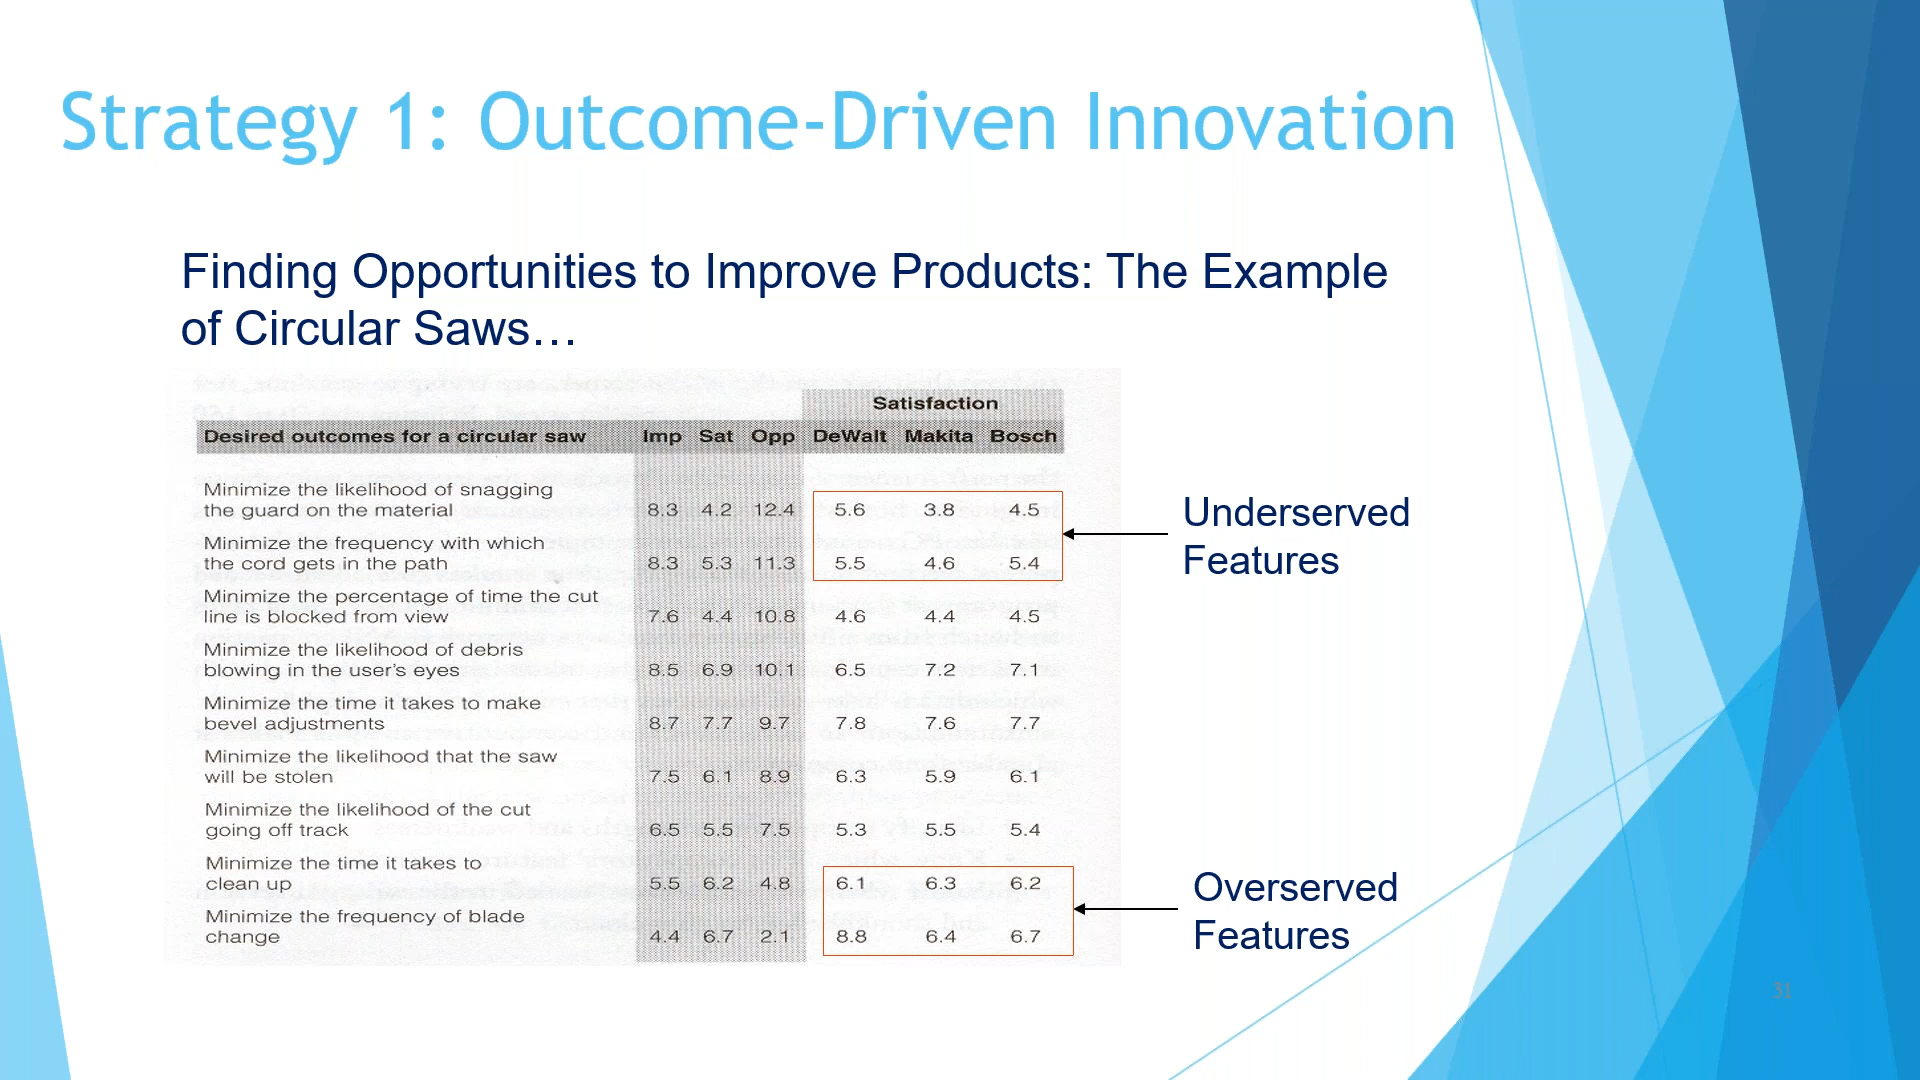 Strategy 1: Outcome-Driven Innovation
Finding Opportunities to Improve Products: The Example
of Circular Saws…
Satisfaction
Desired outcomes for a circular saw Imp Sat Opp DeWalt Makita Bosch
Minimize the likelihood of snagging
the guard on the material 8.3 4.2 12.4 5.6 3.8 4.5
Minimize the frequency with which
the cord gets in the path 8.3 5.3 11.3 5.5 4.6 5.4
Minimize the percentage of time the cut
line is blocked from view 7.6 4.4 10.8 4.6 4.4 4.5
Minimize the likelihood of debris
blowing in the user's eyes 8.5 6.9 10.1 6.5 7.2 7.1
Minimize the time it takes to make
bevel adjustments 8.7 7.7 9.7 7.8 7.6 7.7
Minimize the likelihood that the saw
will be stolen 7.5 6.1 8.9 6.3 5.9 6.1
Minimize the likelihood of the cut
going off track 6.5 5.5 7.5 5.3 5.5 5.4
Minimize the time it takes to
clean up 5.5 6.2 4.8 6.1 6.3 6.2
Minimize the frequency of blade
change 4.4 6.7 2.1 8.8 6.4 6.7
Underserved
Features
Overserved
Features
31